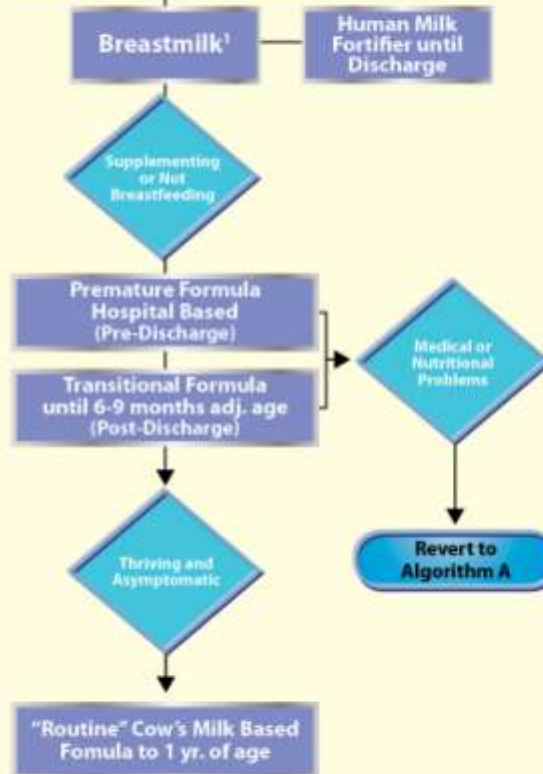 Breastmilk¹
Human Milk
Fortifier until
Discharge
Supplementing
or Not
Breastfeeding
Premature Formula
Hospital Based
(Pre-Discharge)
Transitional Formula
until 6-9 months adj. age
(Post-Discharge)
Medical or
Nutritional
Problems
Thriving and
Asymptomatic
Revert to
Algorithm A
"Routine" Cow's Milk Based
Fomula to 1 yr. of age